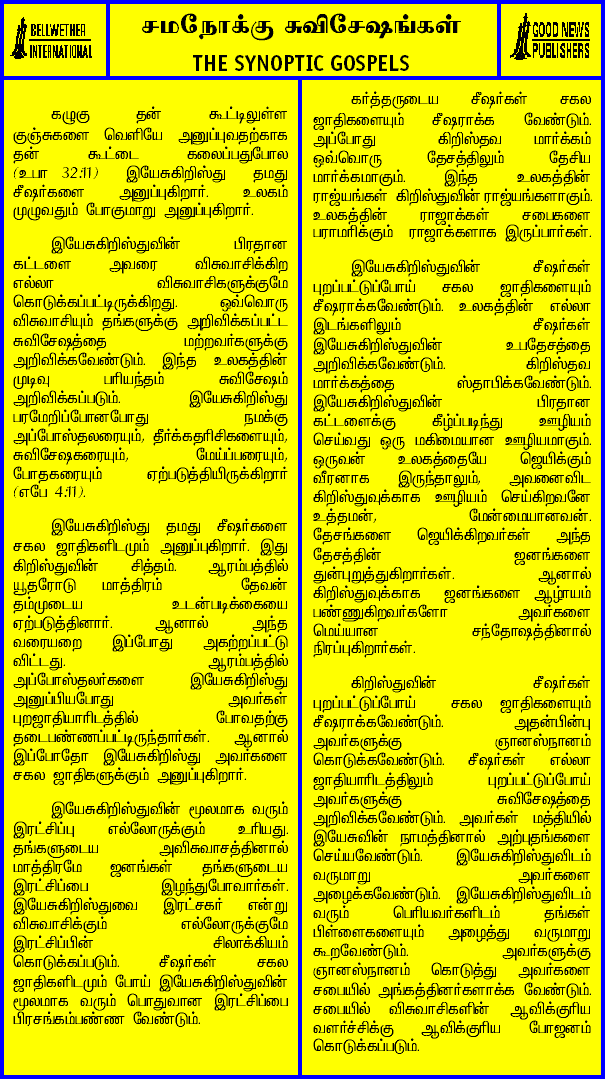 BELLWETHER
INTERNATIONAL
சமநோக்கு சுவிசேஷங்கள்
THE SYNOPTIC GOSPELS
GOOD NEWS
PUBLISHERS
கழுகு தன் கூட்டிலுள்ள
குஞ்சுகளை வெளியே அனுப்புவதற்காக
தன் கூட்டை கலைப்பதுபோல
(உபா 32:11) இயேசுகிறிஸ்து தமது
சீஷர்களை அனுப்புகிறார். உலகம்
முழுவதும் போகுமாறு அனுப்புகிறார்.
இயேசுகிறிஸ்துவின் பிரதான
கட்டளை அவரை விசுவாசிக்கிற
எல்லா விசுவாசிகளுக்குமே
கொடுக்கப்பட்டிருக்கிறது. ஒவ்வொரு
விசுவாசியும் தங்களுக்கு அறிவிக்கப்பட்ட
சுவிசேஷத்தை மற்றவர்களுக்கு
அறிவிக்கவேண்டும். இந்த உலகத்தின்
முடிவு பரியந்தம் சுவிசேஷம்
அறிவிக்கப்படும். இயேசுகிறிஸ்து
பரமேறிப்போனபோது நமக்கு
அப்போஸ்தலரையும், தீர்க்கதரிசிகளையும்,
சுவிசேஷகரையும், மேய்ப்பரையும்,
போதகரையும் ஏற்படுத்தியிருக்கிறார்
(எபே 4:11).
இயேசுகிறிஸ்து தமது சீஷர்களை
சகல ஜாதிகளிடமும் அனுப்புகிறார். இது
கிறிஸ்துவின் சித்தம். ஆரம்பத்தில்
யூதரோடு மாத்திரம் தேவன்
தம்முடைய உடன்படிக்கையை
ஏற்படுத்தினார். ஆனால் அந்த
வரையறை இப்போது அகற்றப்பட்டு
விட்டது. ஆரம்பத்தில்
அப்போஸ்தலர்களை இயேசுகிறிஸ்து
அனுப்பியபோது அவர்கள்
புறஜாதியாரிடத்தில் போவதற்கு
தடைபண்ணப்பட்டிருந்தார்கள். ஆனால்
இப்போதோ இயேசுகிறிஸ்து அவர்களை
சகல ஜாதிகளுக்கும் அனுப்புகிறார்.
இயேசுகிறிஸ்துவின் மூலமாக வரும்
இரட்சிப்பு எல்லோருக்கும் உரியது.
தங்களுடைய அவிசுவாசத்தினால்
மாத்திரமே ஜனங்கள் தங்களுடைய
இரட்சிப்பை இழந்துபோவார்கள்.
இயேசுகிறிஸ்துவை இரட்சகர் என்று
விசுவாசிக்கும் எல்லோருக்குமே
இரட்சிப்பின் சிலாக்கியம்
கொடுக்கப்படும். சீஷர்கள் சகல
ஜாதிகளிடமும் போய் இயேசுகிறிஸ்துவின்
மூலமாக வரும் பொதுவான இரட்சிப்பை
பிரசங்கம்பண்ண வேண்டும்.
கர்த்தருடைய சீஷர்கள் சகல
ஜாதிகளையும் சீஷராக்க வேண்டும்.
அப்போது கிறிஸ்தவ மார்க்கம்
ஒவ்வொரு தேசத்திலும் தேசிய
மார்க்கமாகும். இந்த உலகத்தின்
ராஜ்யங்கள் கிறிஸ்துவின் ராஜ்யங்களாகும்.
உலகத்தின் ராஜாக்கள் சபைகளை
பராமரிக்கும் ராஜாக்களாக இருப்பார்கள்.
இயேசுகிறிஸ்துவின் சீஷர்கள்
புறப்பட்டுப்போய் சகல ஜாதிகளையும்
சீஷராக்கவேண்டும். உலகத்தின் எல்லா
இடங்களிலும் சீஷர்கள்
இயேசுகிறிஸ்துவின் உபதேசத்தை
அறிவிக்கவேண்டும். கிறிஸ்தவ
மார்க்கத்தை ஸ்தாபிக்கவேண்டும்.
இயேசுகிறிஸ்துவின் பிரதான
கட்டளைக்கு கீழ்ப்படிந்து ஊழியம்
செய்வது ஒரு மகிமையான ஊழியமாகும்.
ஒருவன் உலகத்தையே ஜெயிக்கும்
வீரனாக இருந்தாலும், அவனைவிட
கிறிஸ்துவுக்காக ஊழியம் செய்கிறவனே
உத்தமன், மேன்மையானவன்.
தேசங்களை ஜெயிக்கிறவர்கள் அந்த
தேசத்தின் ஜனங்களை
துன்புறுத்துகிறார்கள். ஆனால்
கிறிஸ்துவுக்காக ஜனங்களை ஆழாயம்
பண்ணுகிறவர்களோ அவர்களை
மெய்யான சந்தோஷத்தினால்
நிரப்புகிறார்கள்.
கிறிஸ்துவின் சீஷர்கள்
புறப்பட்டுப்போய் சகல ஜாதிகளையும்
சீஷராக்கவேண்டும். அதன்பின்பு
அவர்களுக்கு ஞானஸ்நானம்
கொடுக்கவேண்டும். சீஷர்கள் எல்லா
ஜாதியாரிடத்திலும் புறப்பட்டுப்போய்
அவர்களுக்கு சுவிசேஷத்தை
அறிவிக்கவேண்டும். அவர்கள் மத்தியில்
இயேசுவின் நாமத்தினால் அற்புதங்களை
செய்யவேண்டும். இயேசுகிறிஸ்துவிடம்
வருமாறு அவர்களை
அழைக்கவேண்டும். இயேசுகிறிஸ்துவிடம்
வரும் பெரியவர்களிடம் தங்கள்
பிள்ளைகளையும் அழைத்து வருமாறு
கூறவேண்டும். அவர்களுக்கு
ஞானஸ்நானம் கொடுத்து அவர்களை
சபையில் அங்கத்தினர்களாக்க வேண்டும்.
சபையில் விசுவாசிகளின் ஆவிக்குரிய
வளர்ச்சிக்கு ஆவிக்குரிய போஜனம்
கொடுக்கப்படும்.